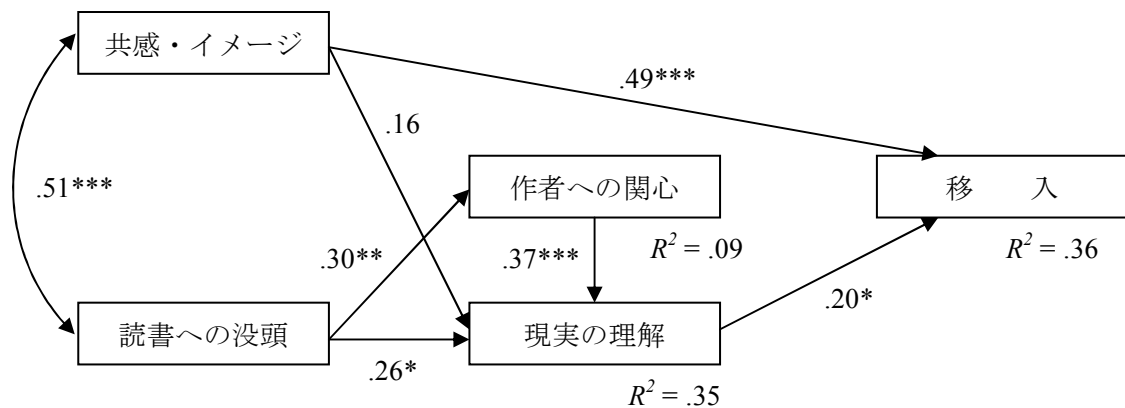 共感・イメージ
.49***
.16
.51***
作者への関心
移 入
.30**
.37***
R² = .09
R² = .36
.20*
読書への没頭
現実の理解
.26*
R² = .35